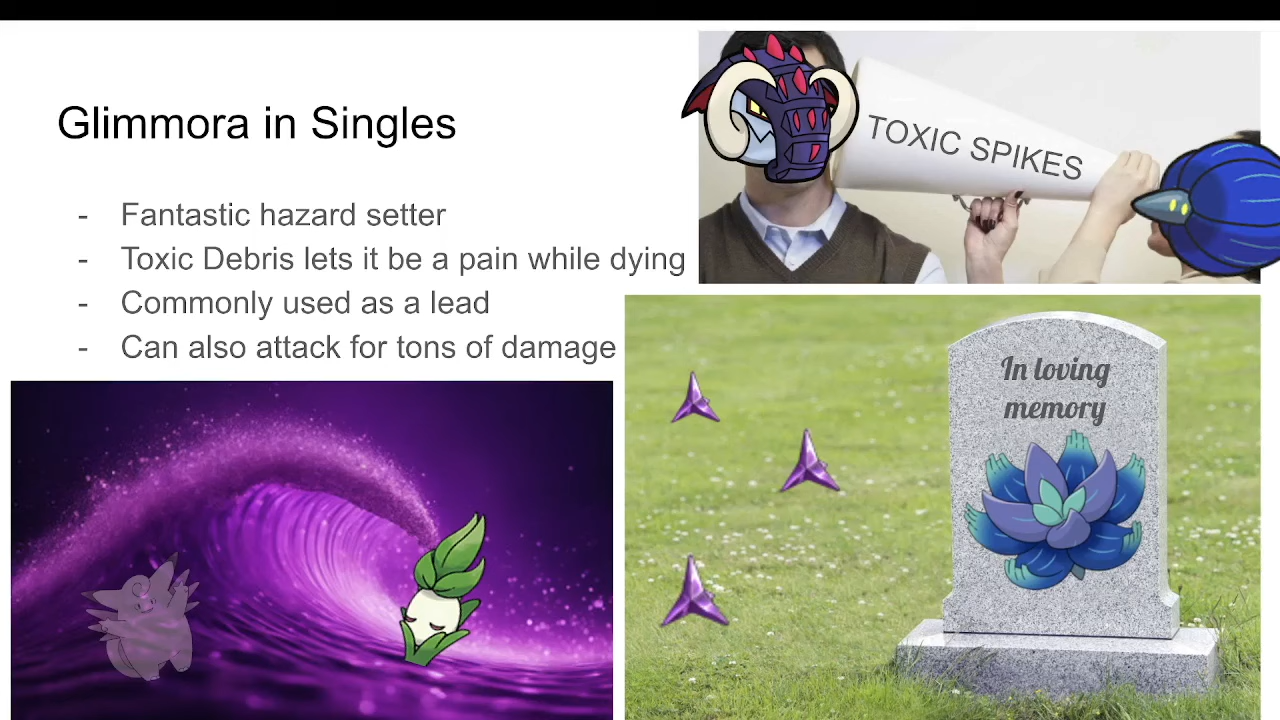 Glimmora in Singles
- Fantastic hazard setter
- Toxic Debris lets it be a pain while dying
- Commonly used as a lead
- Can also attack for tons of damage
TOXIC SPIKES
In loving
memory